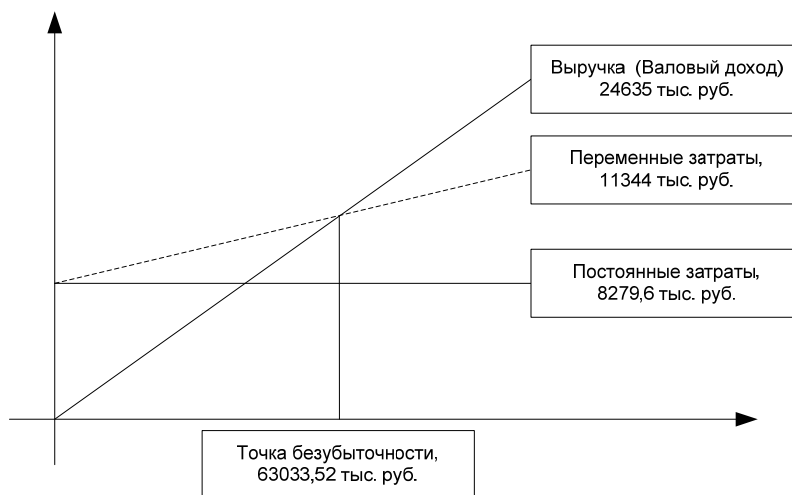 Выручка (Валовый доход)
24635 тыс. руб.
Переменные затраты,
11344 тыс. руб.
Постоянные затраты,
8279,6 тыс. руб.
Точка безубыточности,
63033,52 тыс. руб.